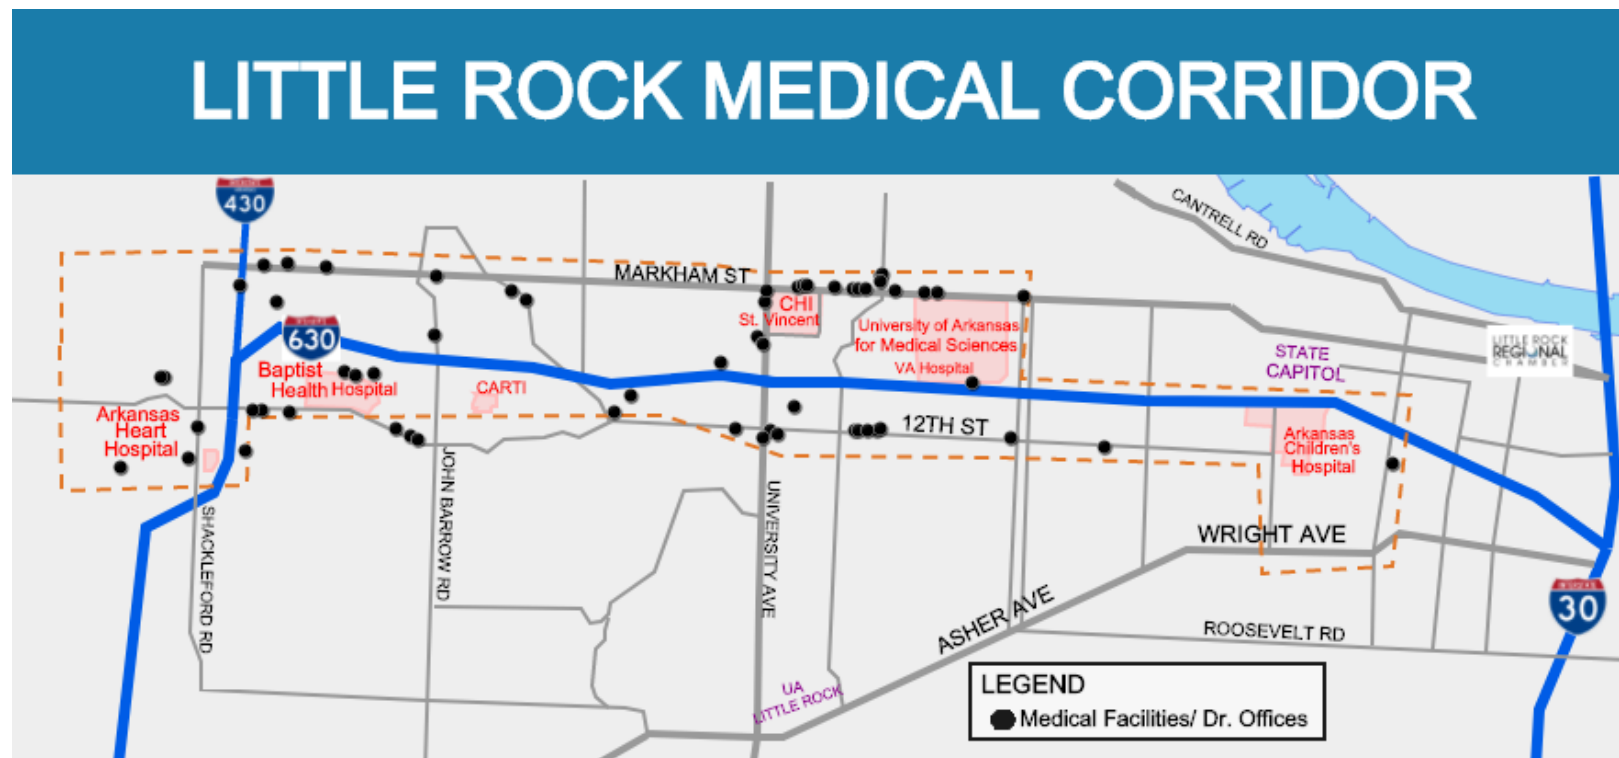 LITTLE ROCK MEDICAL CORRIDOR
430
CANTRELL RD
MARKHAM ST
CHI
St. Vincent
University of Arkansas
for Medical Sciences
VA Hospital
630
STATE
CAPITOL
LITTLE ROCK
REGIONAL
CHAMBER
Baptist
Health Hospital
CARTI
Arkansas
Heart
Hospital
12TH ST
Arkansas
Children's
Hospital
JOHN BARROW RD
UNIVERSITY AVE
SHACKLEFORD RD
WRIGHT AVE
ASHER AVE
30
ROOSEVELT RD
UA
LITTLE ROCK
LEGEND
Medical Facilities/ Dr. Offices